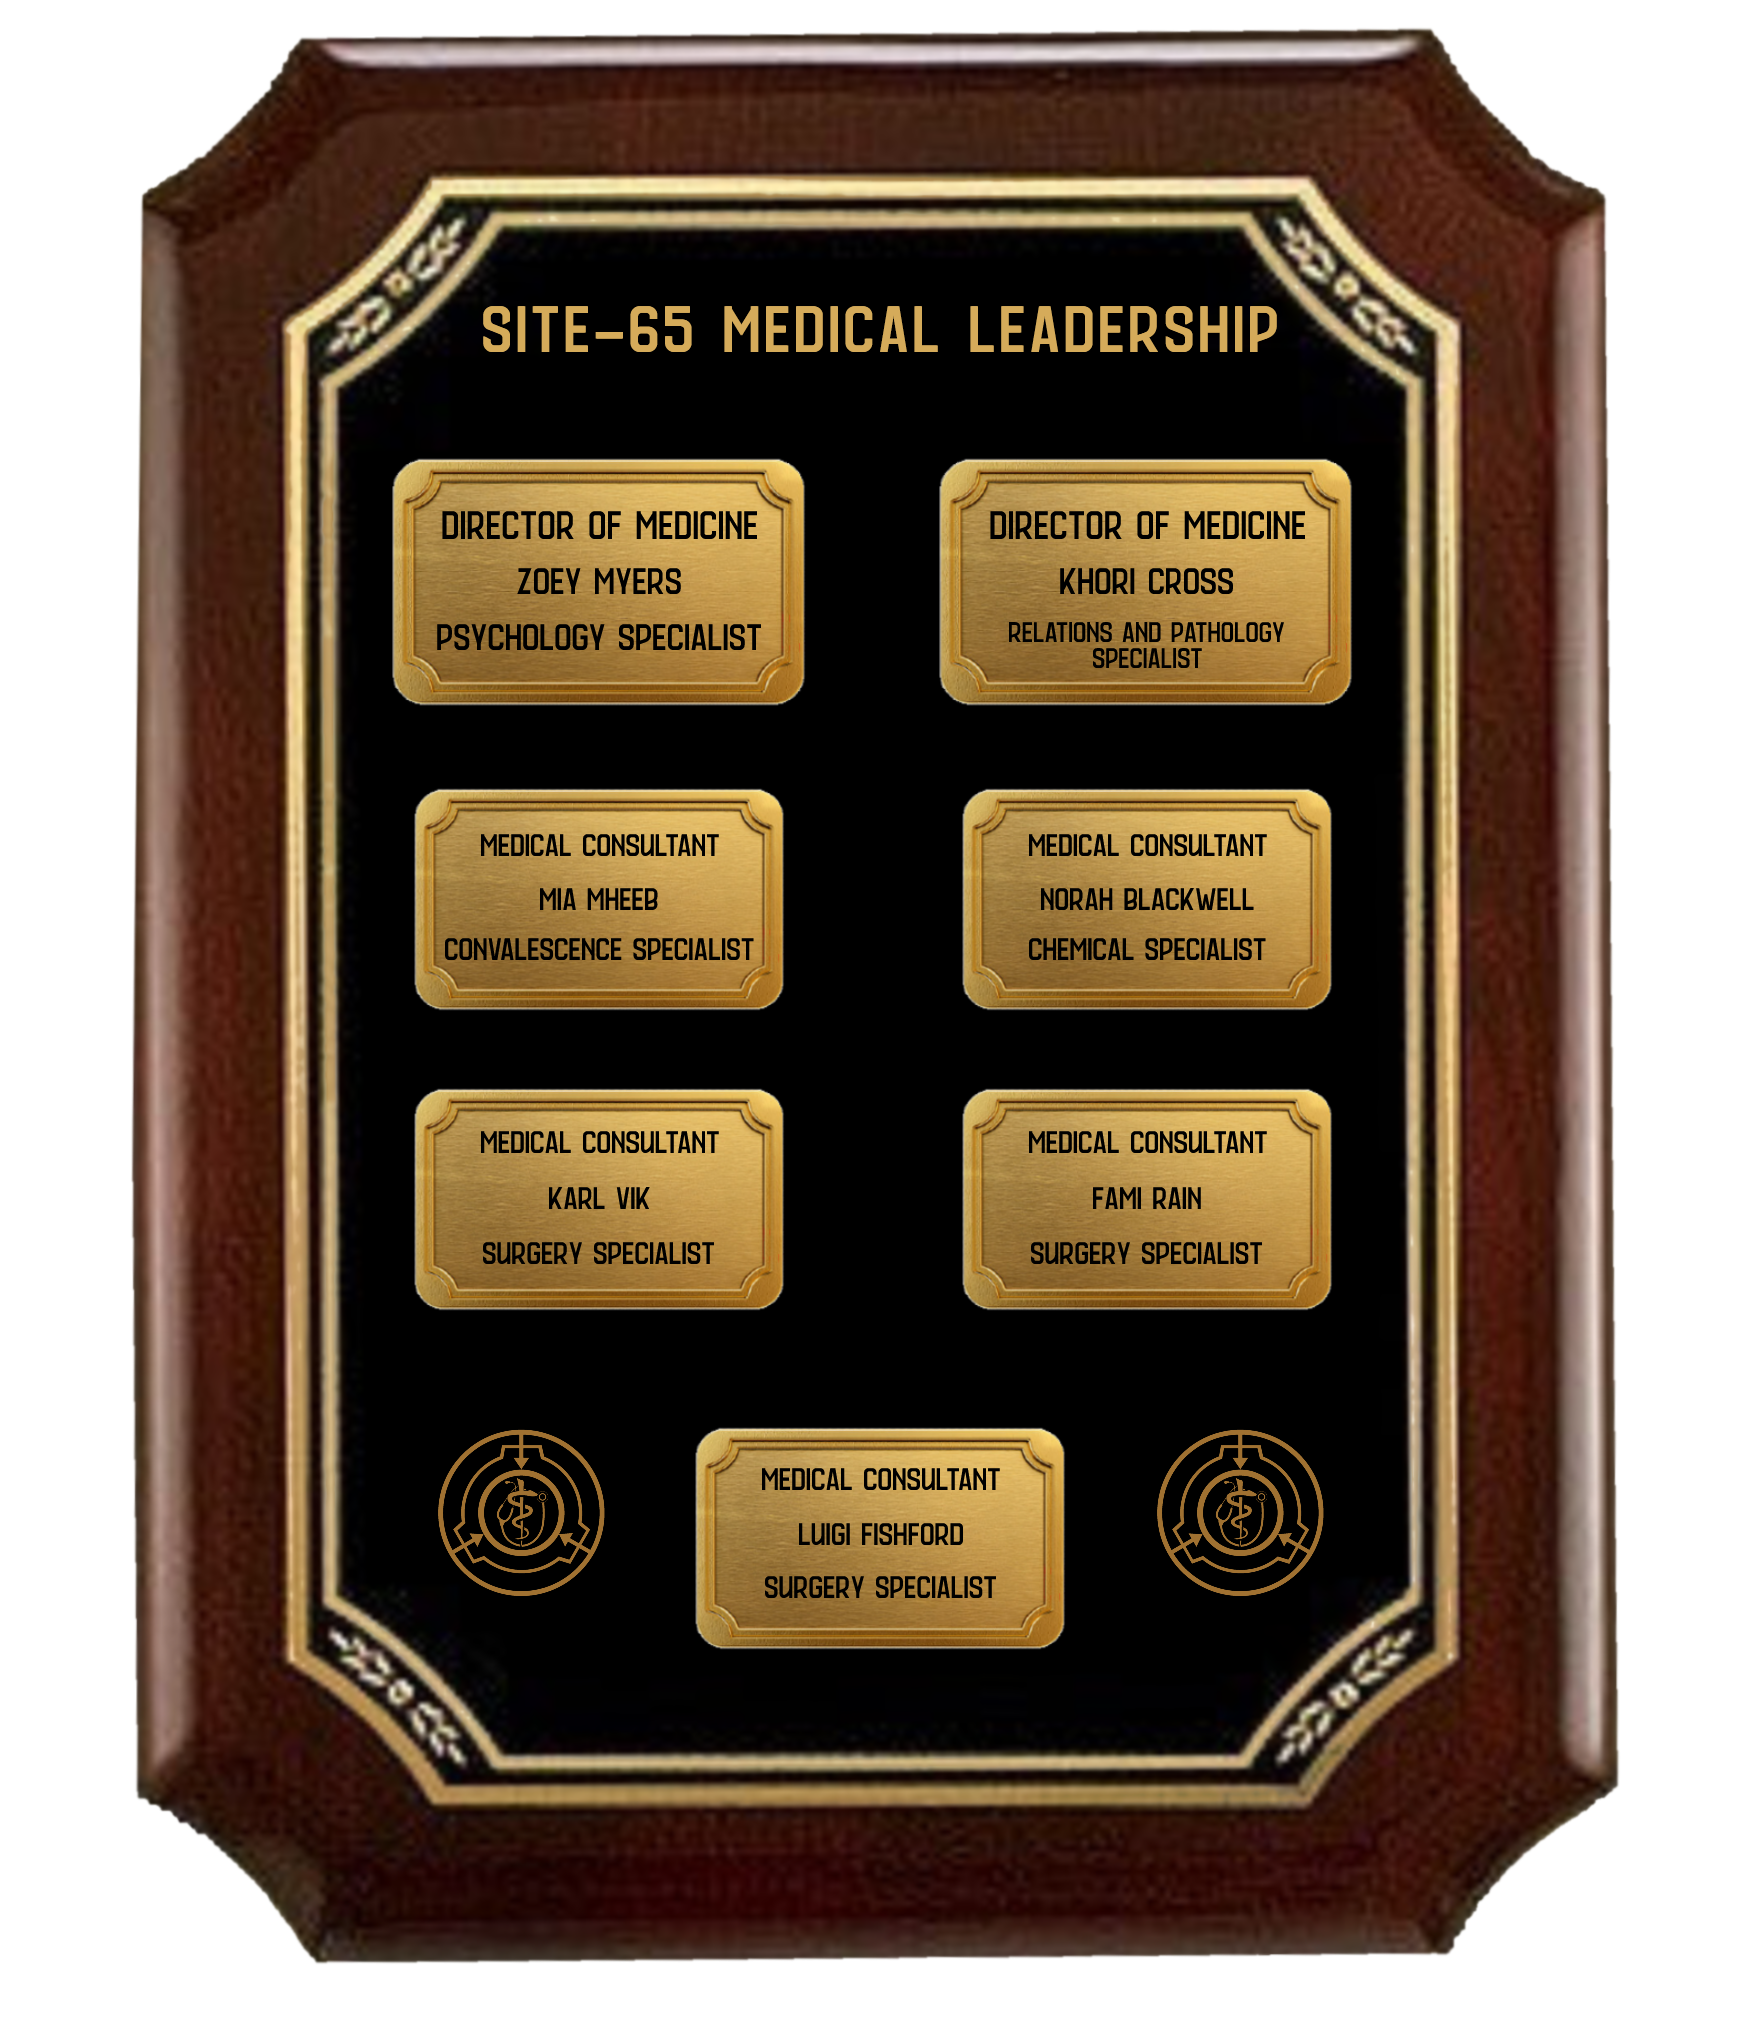 SITE-65 MEDICAL LEADERSHIP
DIRECTOR OF MEDICINE
ZOEY MYERS
PSYCHOLOGY SPECIALIST
DIRECTOR OF MEDICINE
KHORI CROSS
RELATIONS AND PATHOLOGY
SPECIALIST
MEDICAL CONSULTANT
MIA MHEEB
CONVALESCENCE SPECIALIST
MEDICAL CONSULTANT
NORAH BLACKWELL
CHEMICAL SPECIALIST
MEDICAL CONSULTANT
KARL VIK
SURGERY SPECIALIST
MEDICAL CONSULTANT
FAMI RAIN
SURGERY SPECIALIST
MEDICAL CONSULTANT
LUIGI FISHFORD
SURGERY SPECIALIST